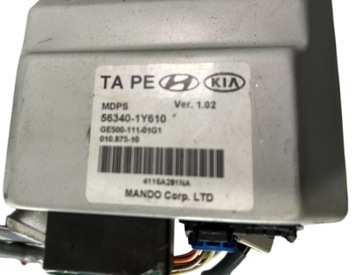 TA PE KIA
MDPS Ver. 1.02
56340-1Y610
GE500-111-01G1
010.875-10
4116A281NA
MANDO Corp. LTD